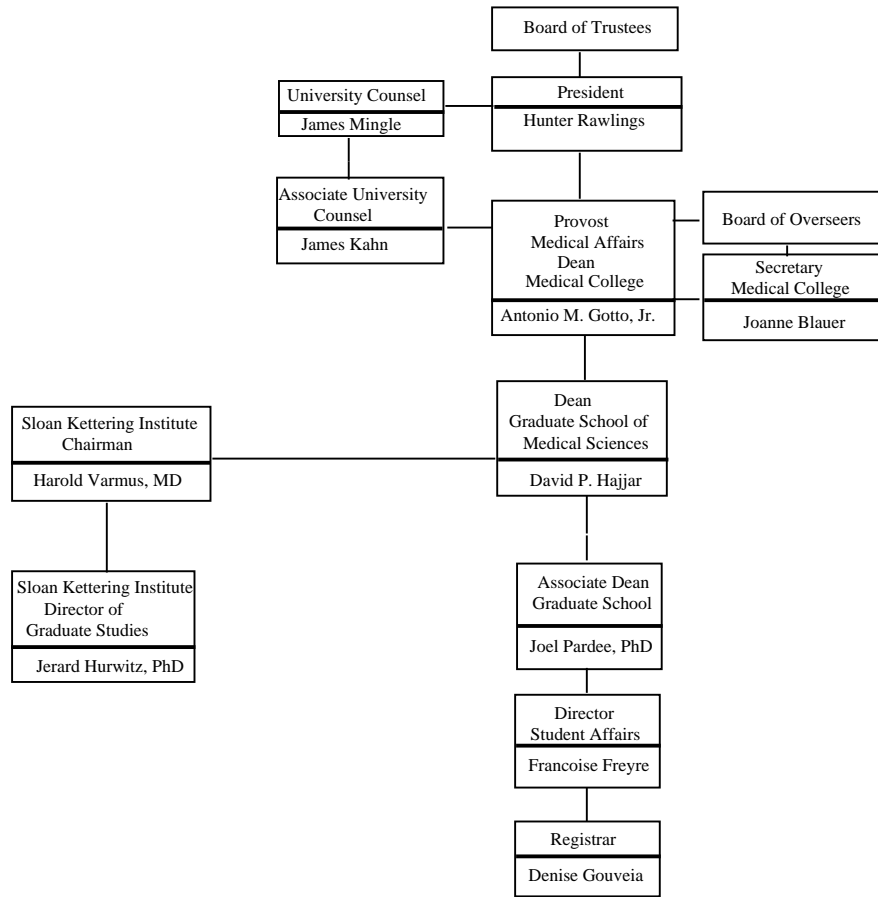 Board of Trustees
President
Hunter Rawlings
University Counsel
James Mingle
Associate University
Counsel
James Kahn
Provost
Medical Affairs
Dean
Medical College
Antonio M. Gotto, Jr.
Board of Overseers
Secretary
Medical College
Joanne Blauer
Dean
Graduate School of
Medical Sciences
David P. Hajjar
Sloan Kettering Institute
Chairman
Harold Varmus, MD
Sloan Kettering Institute
Director of
Graduate Studies
Jerard Hurwitz, PhD
Associate Dean
Graduate School
Joel Pardee, PhD
Director
Student Affairs
Francoise Freyre
Registrar
Denise Gouveia